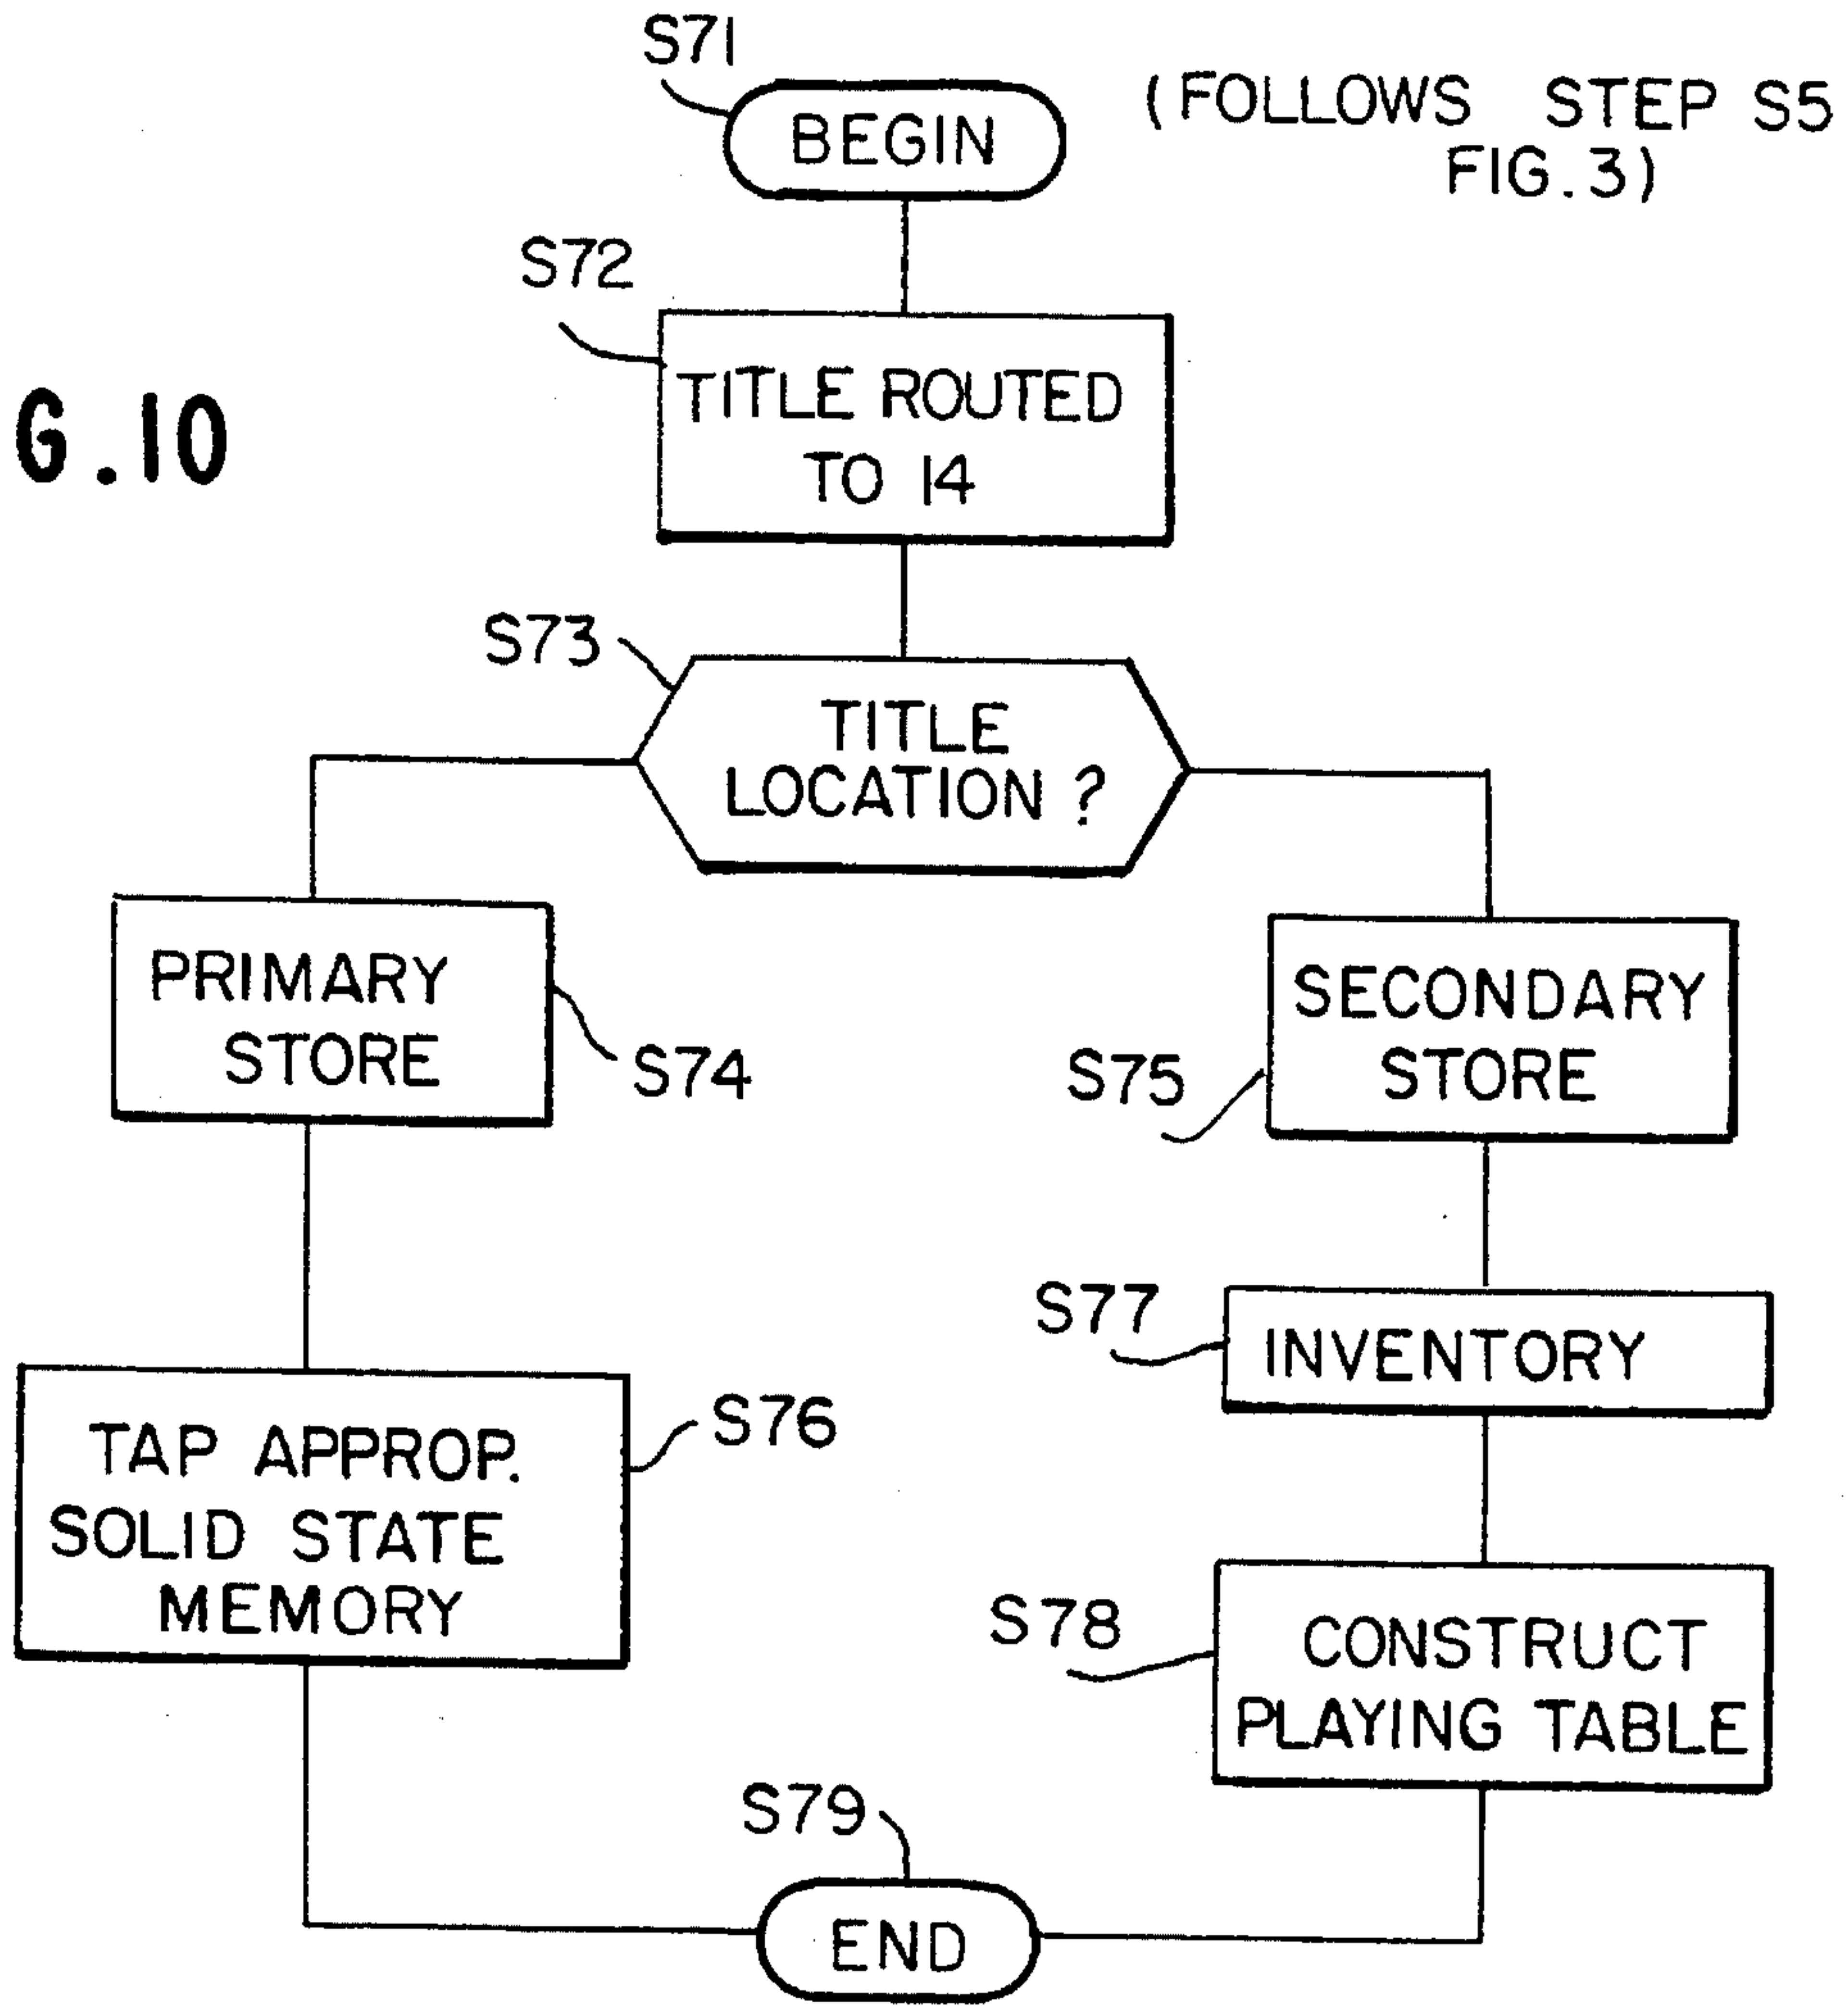 S71
BEGIN
(FOLLOWS STEP S5
FIG.3)
S72
TITLE ROUTED
TO 14
G.10
S73
TITLE
LOCATION ?
PRIMARY
STORE
S74
SECONDARY
STORE
S75
S77
INVENTORY
TAP APPROP.
SOLID STATE
MEMORY
S76
S78
CONSTRUCT
PLAYING TABLE
S79
END